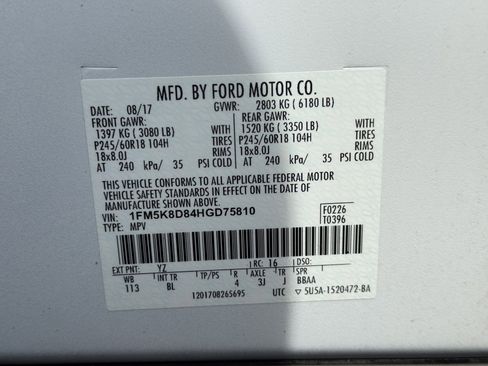 MFD. BY FORD MOTOR CO.
DATE: 08/17 GVWR: 2803 KG ( 6180 LB)
FRONT GAWR: REAR GAWR:
1397 KG ( 3080 LB) WITH 1520 KG ( 3350 LB) WITH
P245/60R18 104H TIRES P245/60R18 104H TIRES
18x8.0J RIMS 18x8.0J RIMS
AT 240 kPa/ 35 PSI COLD AT 240 kPa/ 35 PSI COLD
THIS VEHICLE CONFORMS TO ALL APPLICABLE FEDERAL MOTOR
VEHICLE SAFETY STANDARDS IN EFFECT ON THE DATE OF
MANUFACTURE SHOWN ABOVE.
VIN: 1FM5K8D84HGD75810 F0226
TYPE: MPV T0396
EXT PNT: YZ RC: 16 DSO:
WB INT TR TP/PS R AXLE TR SPR
113 BL 4 3J J BBAA
1201708265695 UTC ▽ 5U5A-1520472-BA